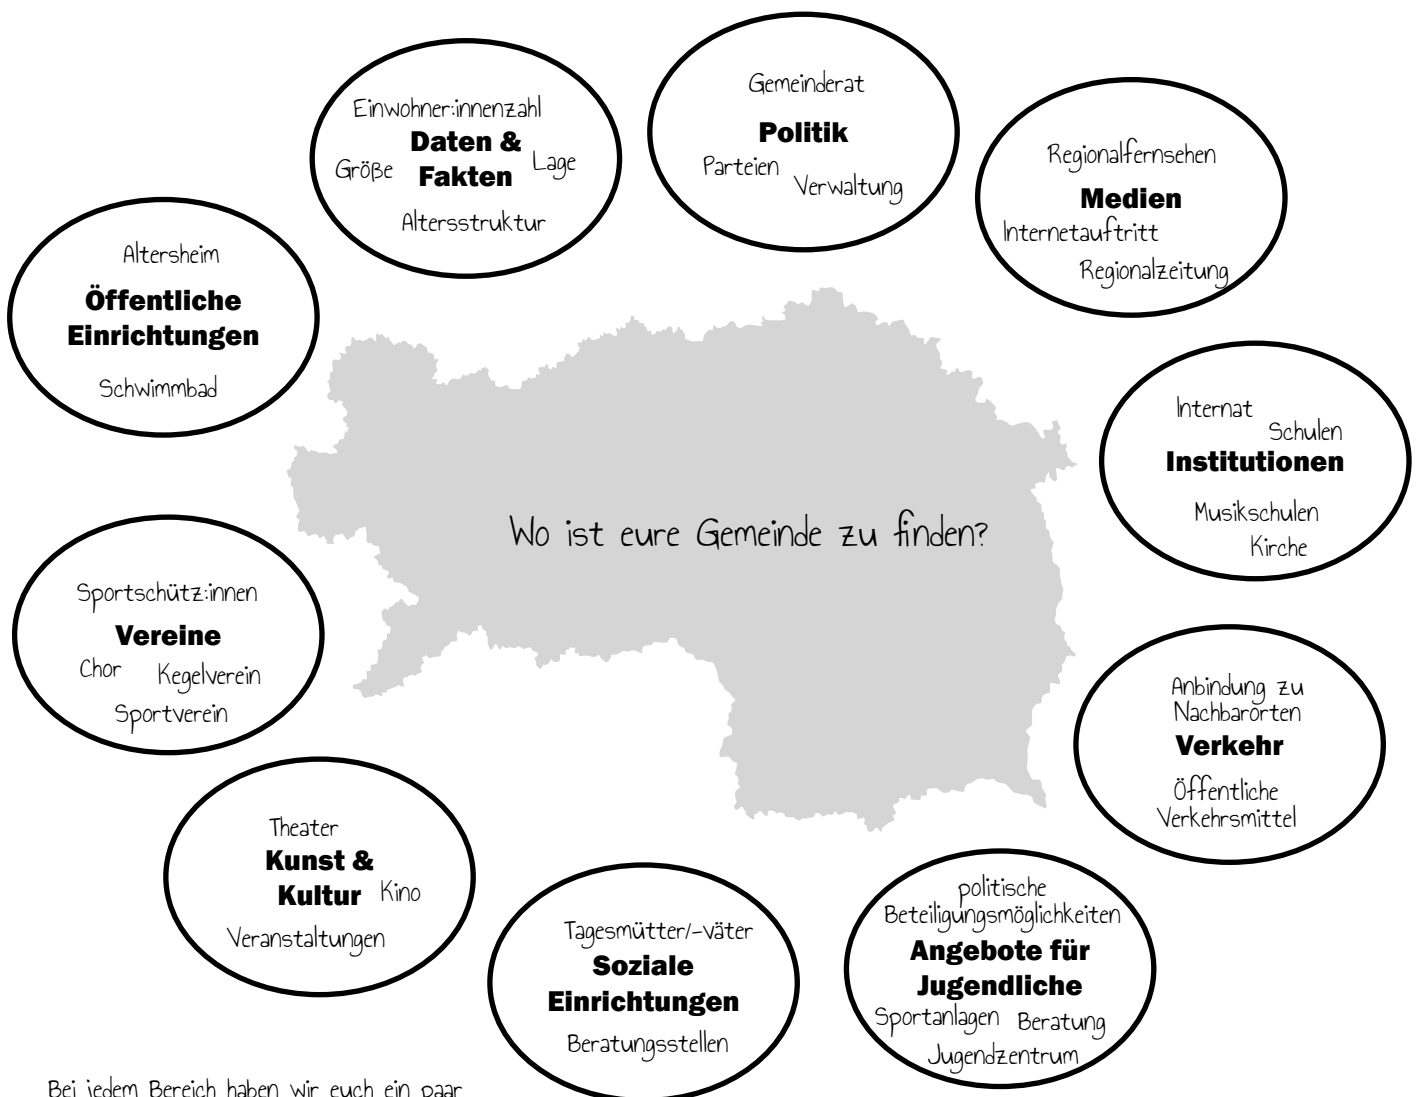 Einwohner:innenzahl
Daten &
Größe Fakten Lage
Altersstruktur
Gemeinderat
Politik
Parteien
Verwaltung
Regionalfernsehen
Medien
Internetauftritt
Regionalzeitung
Altersheim
Öffentliche
Einrichtungen
Schwimmbad
Internat
Schulen
Institutionen
Musikschulen
Kirche
Wo ist eure Gemeinde zu finden?
Sportschütz:innen
Vereine
Chor Kegelverein
Sportverein
Anbindung zu
Nachbarorten
Verkehr
Öffentliche
Verkehrsmittel
Theater
Kunst &
Kultur Kino
Veranstaltungen
Tagesmütter/-väter
Soziale
Einrichtungen
Beratungsstellen
politische
Beteiligungsmöglichkeiten
Angebote für
Jugendliche
Sportanlagen Beratung
Jugendzentrum
Bei jedem Bereich haben wir euch ein paar